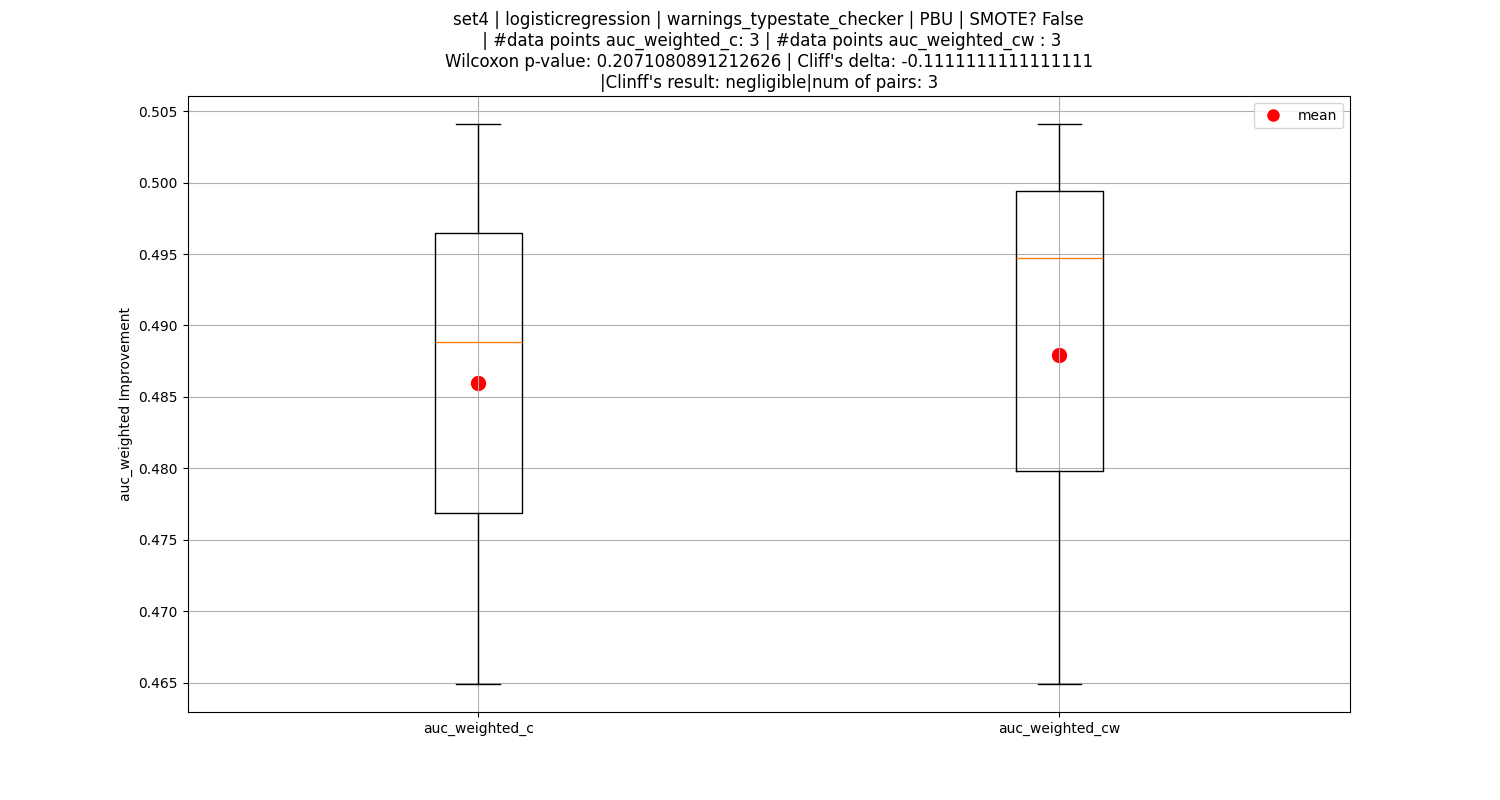 set4 | logisticregression | warnings_typestate_checker | PBU | SMOTE? False
| #data points auc_weighted_c: 3 | #data points auc_weighted_cw : 3
Wilcoxon p-value: 0.2071080891212626 | Cliff's delta: -0.1111111111111111
|Clinff's result: negligible|num of pairs: 3
mean
0.505
0.500
0.495
0.490
0.485
0.480
0.475
0.470
0.465
auc_weighted Improvement
auc_weighted_c
auc_weighted_cw